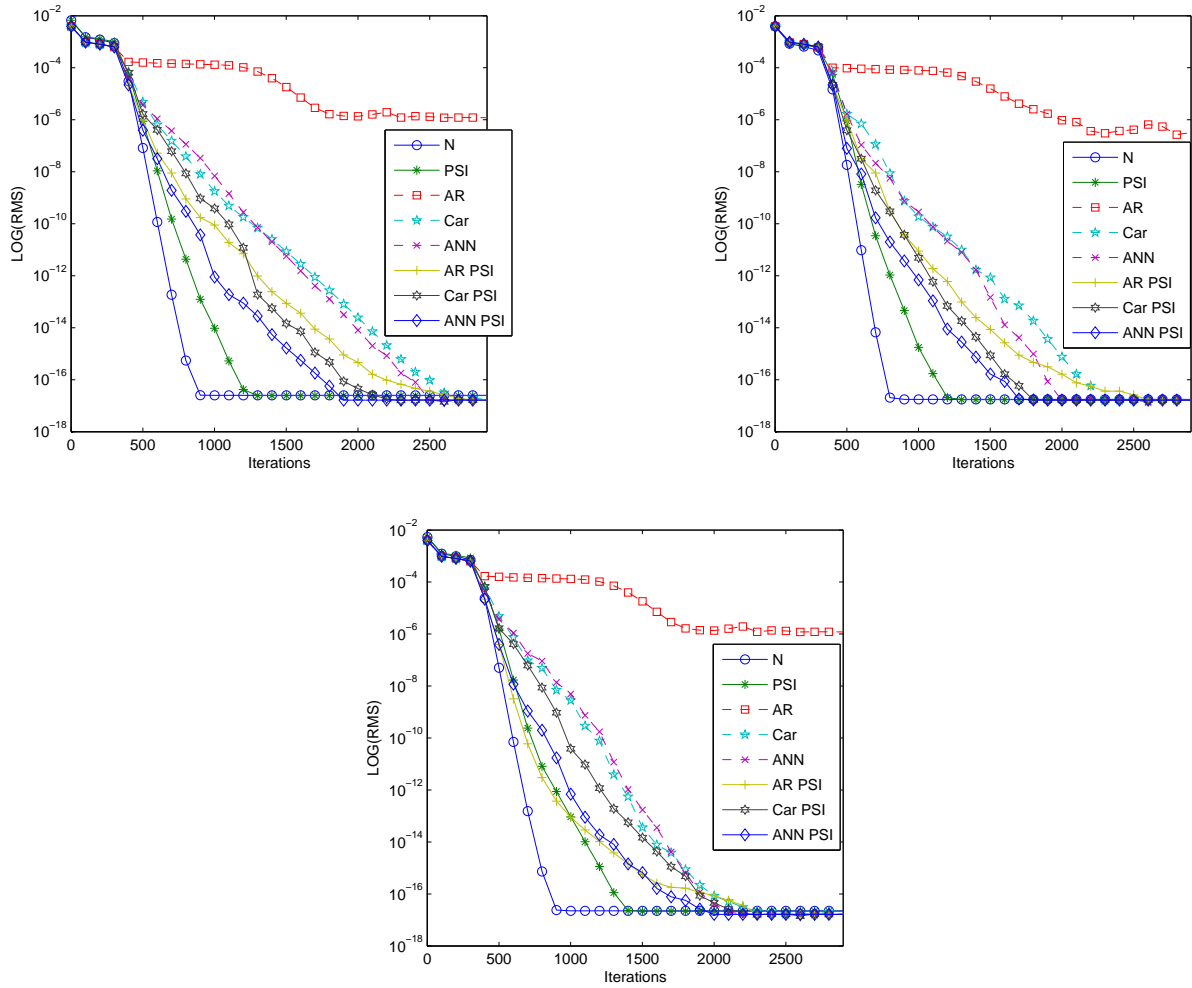 10^-2
10^-4
10^-6
10^-8
10^-10
10^-12
10^-14
10^-16
10^-18
LOG(RMS)
0
500
1000
1500
2000
2500
Iterations
N
PSI
AR
Car
ANN
AR PSI
Car PSI
ANN PSI
10^-2
10^-4
10^-6
10^-8
10^-10
10^-12
10^-14
10^-16
10^-18
LOG(RMS)
0
500
1000
1500
2000
2500
Iterations
N
PSI
AR
Car
ANN
AR PSI
Car PSI
ANN PSI
10^-2
10^-4
10^-6
10^-8
10^-10
10^-12
10^-14
10^-16
10^-18
LOG(RMS)
0
500
1000
1500
2000
2500
Iterations
N
PSI
AR
Car
ANN
AR PSI
Car PSI
ANN PSI